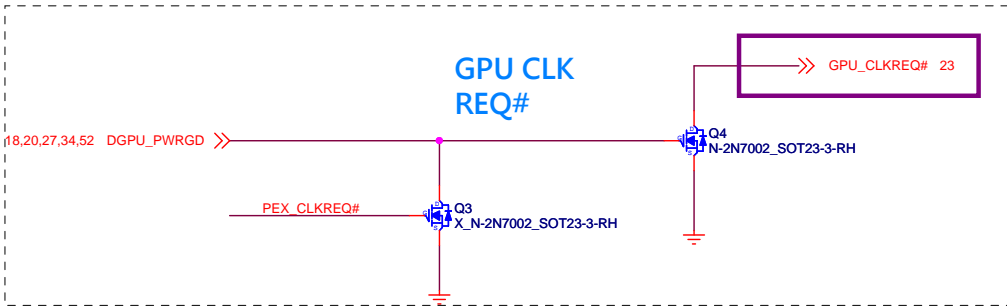 GPU CLK
REQ#
GPU_CLKREQ# 23
18,20,27,34,52 DGPU_PWRGD
Q4
N-2N7002_SOT23-3-RH
PEX_CLKREQ#
Q3
X_N-2N7002_SOT23-3-RH
G
D
S
G
D
S